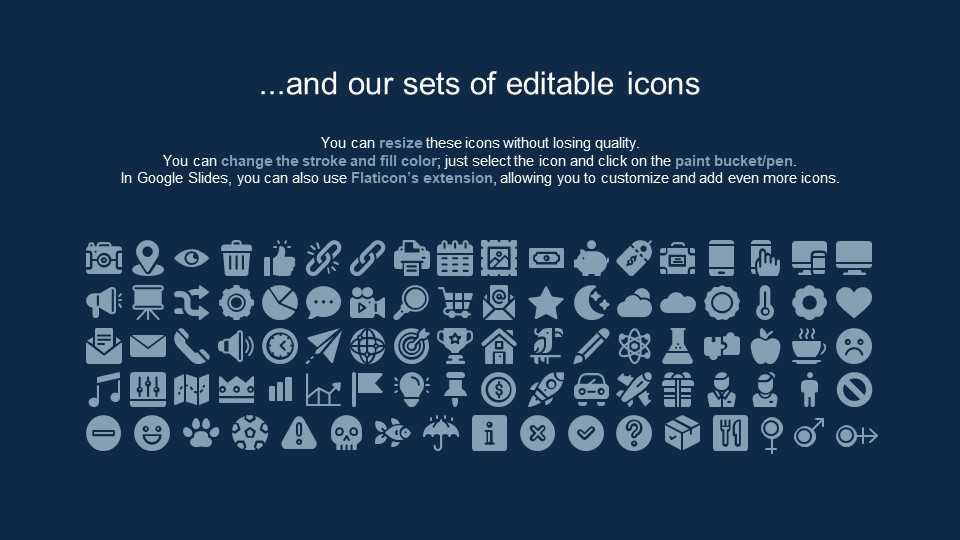 ...and our sets of editable icons
You can resize these icons without losing quality.
You can change the stroke and fill color; just select the icon and click on the paint bucket/pen.
In Google Slides, you can also use Flaticon’s extension, allowing you to customize and add even more icons.